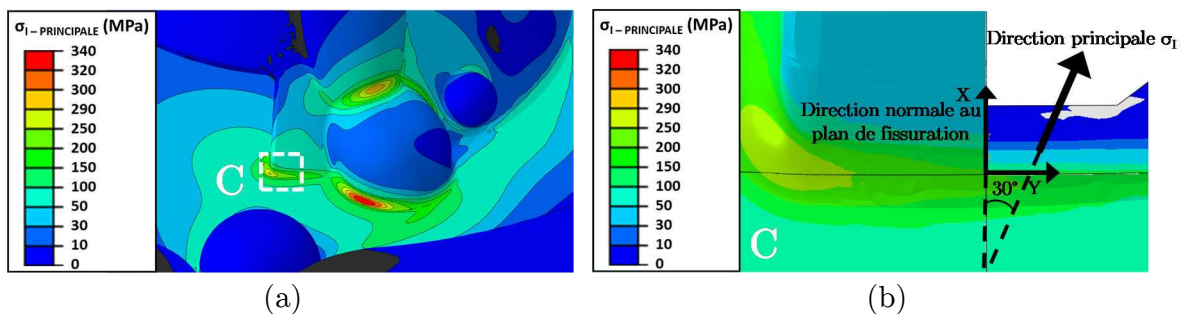 σI – PRINCIPALE (MPa)
340
320
300
290
250
200
150
100
50
30
10
0
C
(a)
σI – PRINCIPALE (MPa)
340
320
300
290
250
200
150
100
50
30
10
0
Direction principale σI
X
Direction normale au
plan de fissuration
30° Y
C
(b)